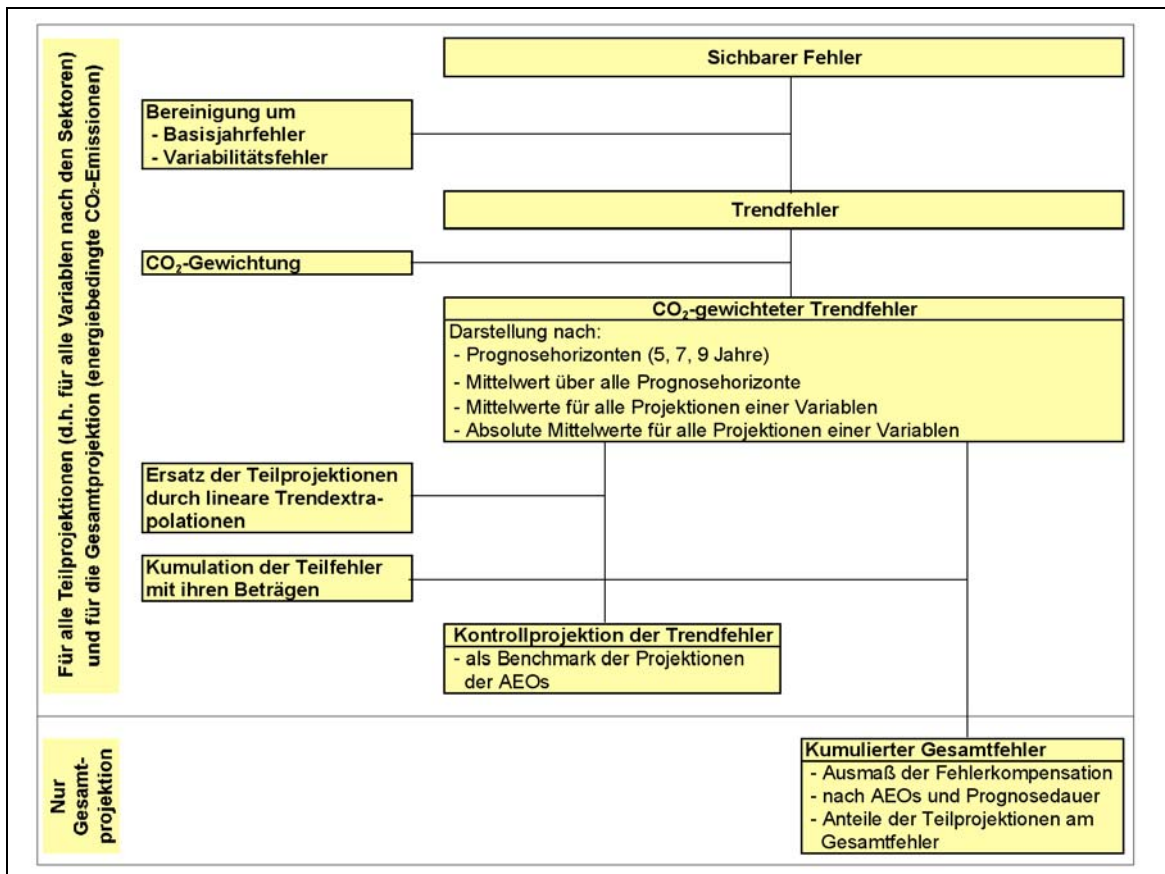 Für alle Teilprojektionen (d.h. für alle Variablen nach den Sektoren)
und für die Gesamtprojektion (energiebedingte CO₂-Emissionen)
Sichbarer Fehler
Bereinigung um
- Basisjahrfehler
- Variabilitätsfehler
Trendfehler
CO₂-Gewichtung
CO₂-gewichteter Trendfehler
Darstellung nach:
- Prognosehorizonten (5, 7, 9 Jahre)
- Mittelwert über alle Prognosehorizonte
- Mittelwerte für alle Projektionen einer Variablen
- Absolute Mittelwerte für alle Projektionen einer Variablen
Ersatz der Teilprojektionen
durch lineare Trendextra-
polationen
Kumulation der Teilfehler
mit ihren Beträgen
Kontrollprojektion der Trendfehler
- als Benchmark der Projektionen
der AEOs
Nur
Gesamt-
projektion
Kumulierter Gesamtfehler
- Ausmaß der Fehlerkompensation
- nach AEOs und Prognosedauer
- Anteile der Teilprojektionen am
Gesamtfehler